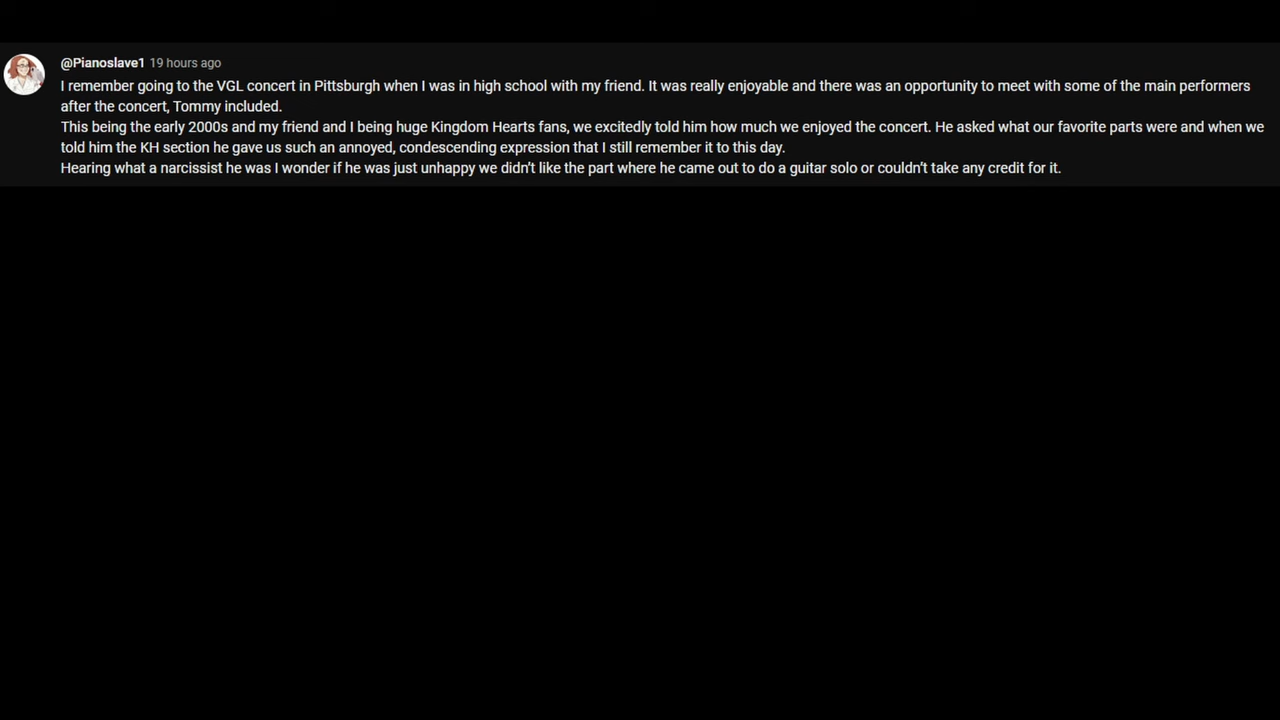 @Pianoslave1 19 hours ago
I remember going to the VGL concert in Pittsburgh when I was in high school with my friend. It was really enjoyable and there was an opportunity to meet with some of the main performers
after the concert, Tommy included.
This being the early 2000s and my friend and I being huge Kingdom Hearts fans, we excitedly told him how much we enjoyed the concert. He asked what our favorite parts were and when we
told him the KH section he gave us such an annoyed, condescending expression that I still remember it to this day.
Hearing what a narcissist he was I wonder if he was just unhappy we didn’t like the part where he came out to do a guitar solo or couldn’t take any credit for it.